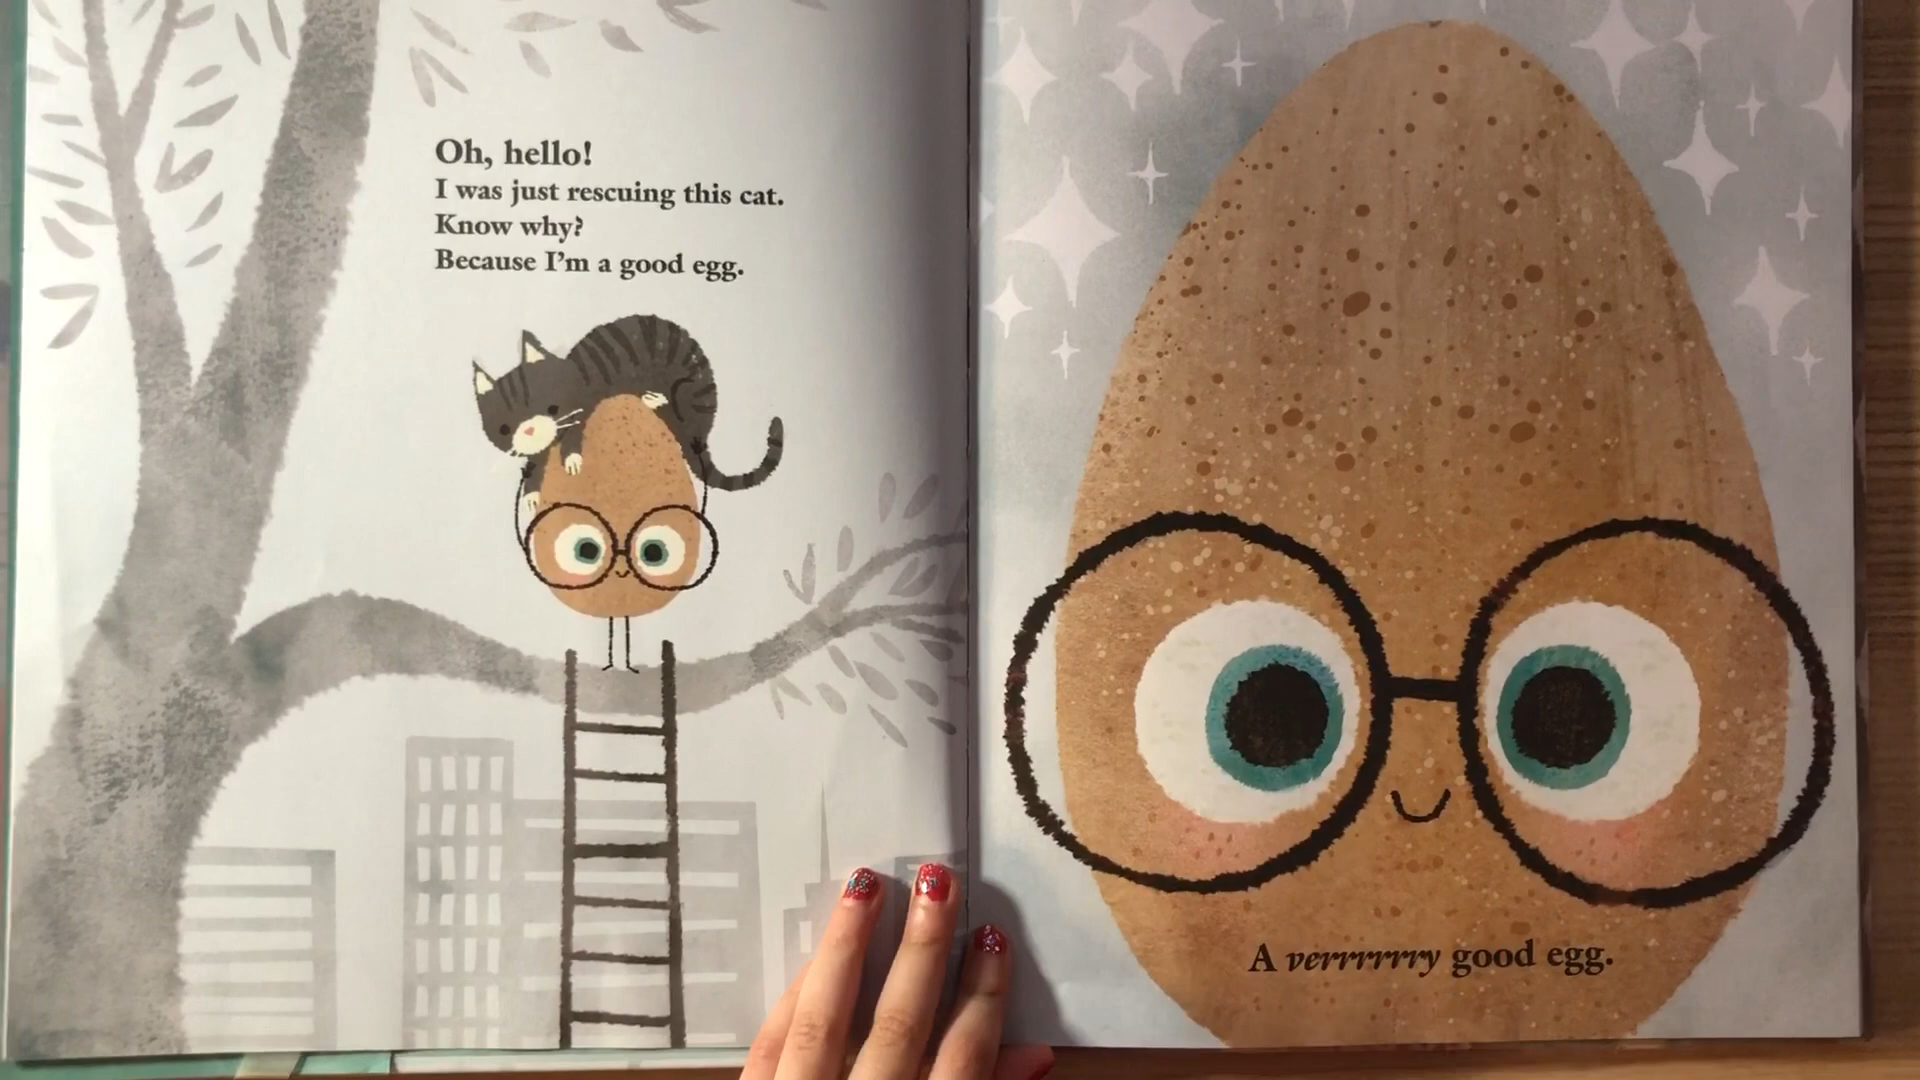 Oh, hello!
I was just rescuing this cat.
Know why?
Because I’m a good egg.
A verrrrrry good egg.